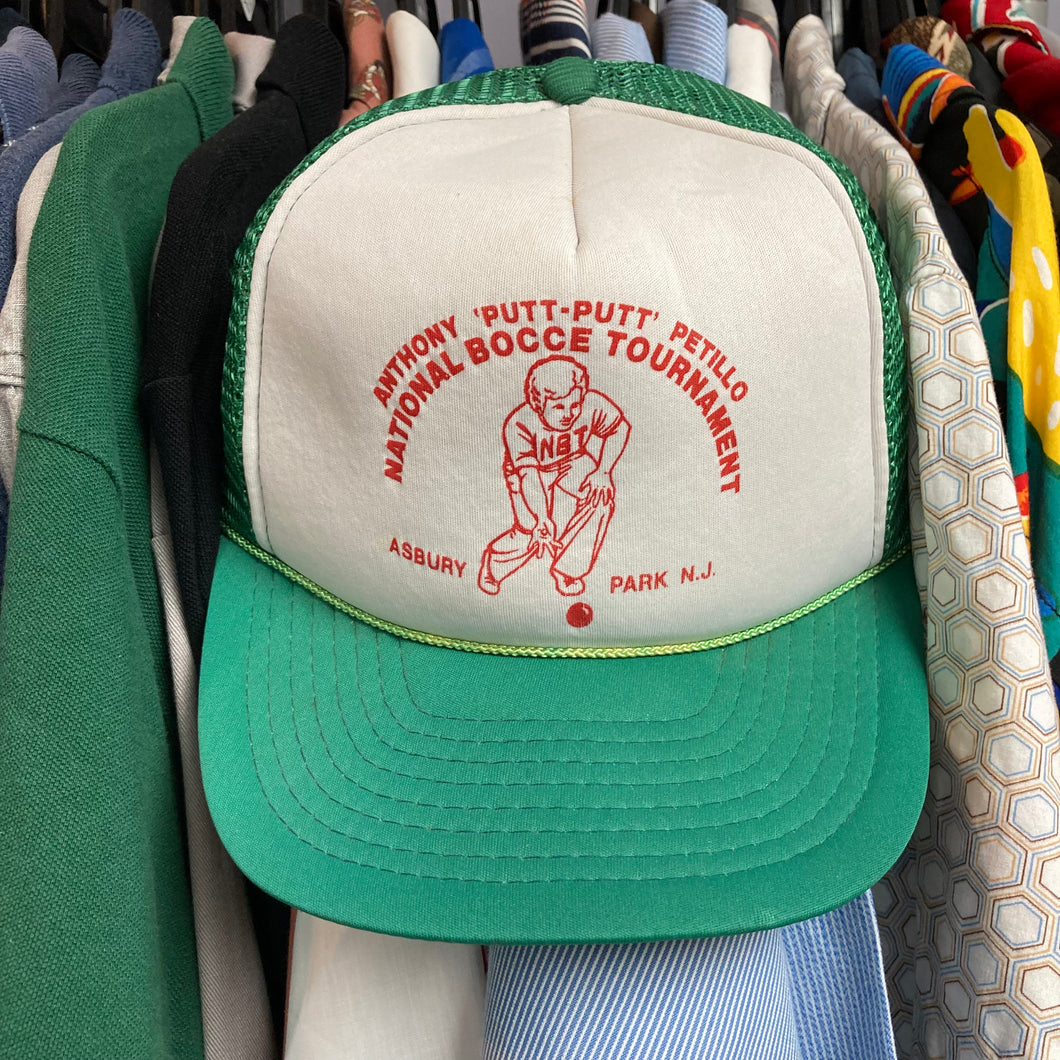 ANTHONY 'PUTT-PUTT' PETILLO
NATIONAL BOCCE TOURNAMENT
NBT
ASBURY PARK N.J.